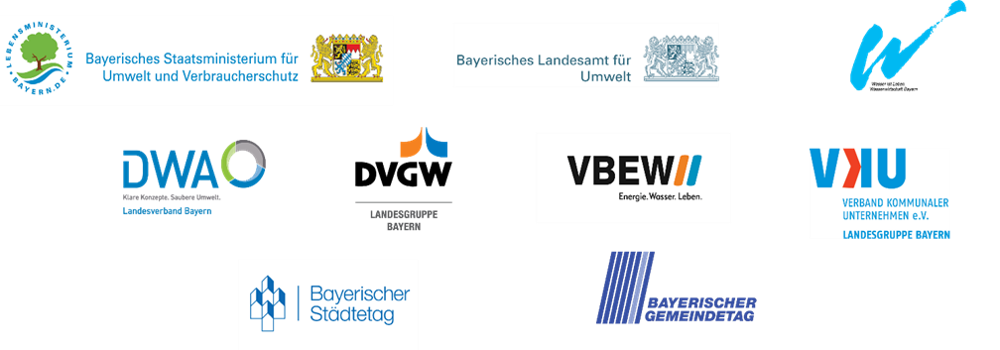 LEBENSMINISTERIUM
BAYERN.DE
Bayerisches Staatsministerium für
Umwelt und Verbraucherschutz
Bayerisches Landesamt für
Umwelt
Wasser ist Leben
Wasserwirtschaft Bayern
DWA
Klare Konzepte. Saubere Umwelt.
Landesverband Bayern
DVGW
LANDESGRUPPE
BAYERN
VBEW
Energie. Wasser. Leben.
VKU
VERBAND KOMMUNALER
UNTERNEHMEN e.V.
LANDESGRUPPE BAYERN
Bayerischer
Städtetag
BAYERISCHER
GEMEINDETAG